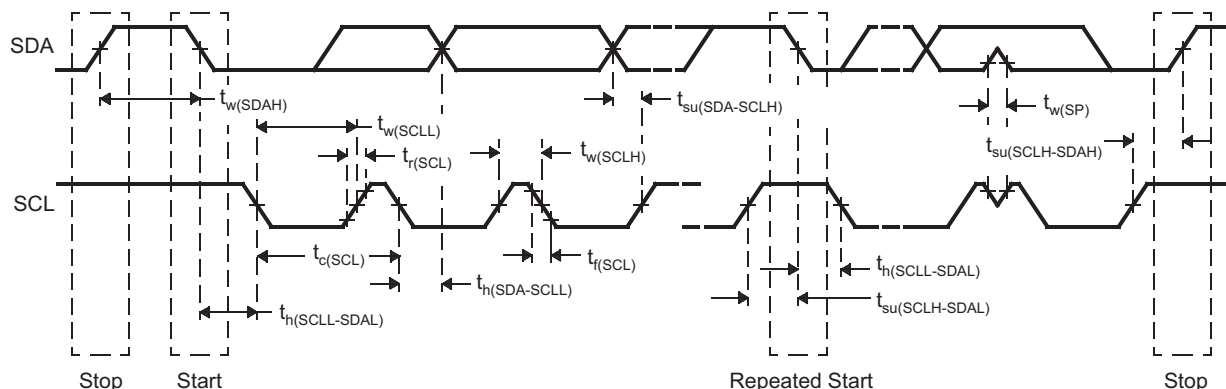 SDA
tw(SDAH)
tsu(SDA-SCLH)
tw(SP)
tw(SCLL)
tr(SCL)
tw(SCLH)
tsu(SCLH-SDAH)
SCL
tc(SCL)
tf(SCL)
th(SDA-SCLL)
th(SCLL-SDAL)
th(SCLL-SDAL)
tsu(SCLH-SDAL)
Stop
Start
Repeated Start
Stop